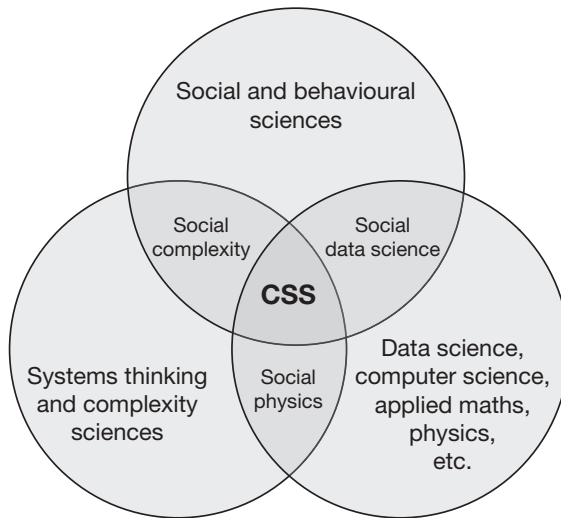 Social and behavioural
sciences
Social
complexity
Social
data science
CSS
Systems thinking
and complexity
sciences
Social
physics
Data science,
computer science,
applied maths,
physics,
etc.